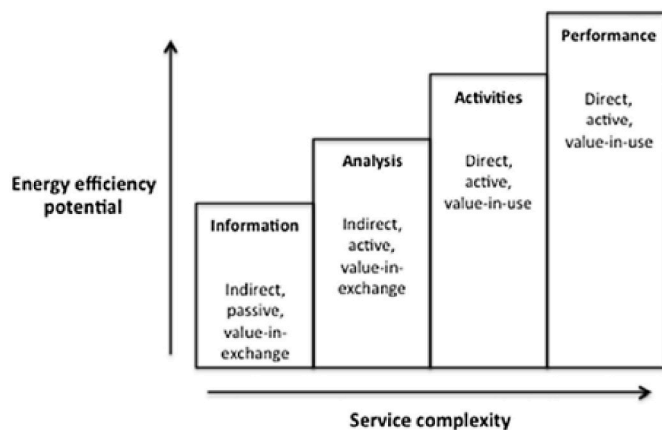 Performance
Direct,
active,
value-in-use
Activities
Direct,
active,
value-in-use
Analysis
Indirect,
active,
value-in-
exchange
Information
Indirect,
passive,
value-in-
exchange
Energy efficiency
potential
Service complexity